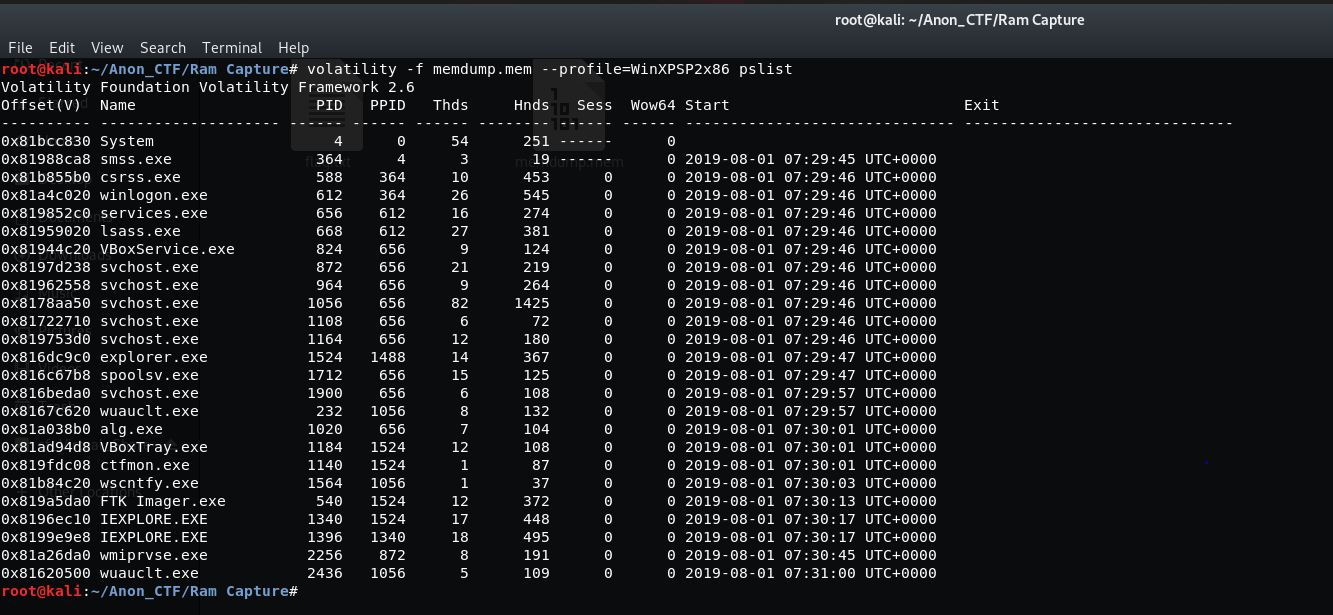 root@kali: ~/Anon_CTF/Ram Capture
File Edit View Search Terminal Help
root@kali:~/Anon_CTF/Ram Capture# volatility -f memdump.mem --profile=WinXPSP2x86 pslist
Volatility Foundation Volatility Framework 2.6
Offset(V)  Name                    PID   PPID   Thds     Hnds   Sess  Wow64 Start                          Exit
---------- -------------------- ------ ------ ------ -------- ------ ------ ------------------------------ ------------------------------
0x81bcc830 System                    4      0     54      251 ------      0
0x81988ca8 smss.exe                364      4      3       19 ------      0 2019-08-01 07:29:45 UTC+0000
0x81b855b0 csrss.exe               588    364     10      453      0      0 2019-08-01 07:29:46 UTC+0000
0x81a4c020 winlogon.exe            612    364     26      545      0      0 2019-08-01 07:29:46 UTC+0000
0x819852c0 services.exe            656    612     16      274      0      0 2019-08-01 07:29:46 UTC+0000
0x81959020 lsass.exe               668    612     27      381      0      0 2019-08-01 07:29:46 UTC+0000
0x81944c20 VBoxService.exe         824    656      9      124      0      0 2019-08-01 07:29:46 UTC+0000
0x8197d238 svchost.exe             872    656     21      219      0      0 2019-08-01 07:29:46 UTC+0000
0x81962558 svchost.exe             964    656      9      264      0      0 2019-08-01 07:29:46 UTC+0000
0x8178aa50 svchost.exe            1056    656     82     1425      0      0 2019-08-01 07:29:46 UTC+0000
0x81722710 svchost.exe            1108    656      6       72      0      0 2019-08-01 07:29:46 UTC+0000
0x819753d0 svchost.exe            1164    656     12      180      0      0 2019-08-01 07:29:46 UTC+0000
0x816dc9c0 explorer.exe           1524   1488     14      367      0      0 2019-08-01 07:29:47 UTC+0000
0x816c67b8 spoolsv.exe            1712    656     15      125      0      0 2019-08-01 07:29:47 UTC+0000
0x816beda0 svchost.exe            1900    656      6      108      0      0 2019-08-01 07:29:57 UTC+0000
0x8167c620 wuauclt.exe             232   1056      8      132      0      0 2019-08-01 07:29:57 UTC+0000
0x81a038b0 alg.exe                1020    656      7      104      0      0 2019-08-01 07:30:01 UTC+0000
0x81ad94d8 VBoxTray.exe           1184   1524     12      108      0      0 2019-08-01 07:30:01 UTC+0000
0x819fdc08 ctfmon.exe             1140   1524      1       87      0      0 2019-08-01 07:30:01 UTC+0000
0x81b84c20 wscntfy.exe            1564   1056      1       37      0      0 2019-08-01 07:30:03 UTC+0000
0x819a5da0 FTK Imager.exe          540   1524     12      372      0      0 2019-08-01 07:30:13 UTC+0000
0x8196ec10 IEXPLORE.EXE           1340   1524     17      448      0      0 2019-08-01 07:30:17 UTC+0000
0x8199e9e8 IEXPLORE.EXE           1396   1340     18      495      0      0 2019-08-01 07:30:17 UTC+0000
0x81a26da0 wmiprvse.exe           2256    872      8      191      0      0 2019-08-01 07:30:45 UTC+0000
0x81620500 wuauclt.exe            2436   1056      5      109      0      0 2019-08-01 07:31:00 UTC+0000
root@kali:~/Anon_CTF/Ram Capture#